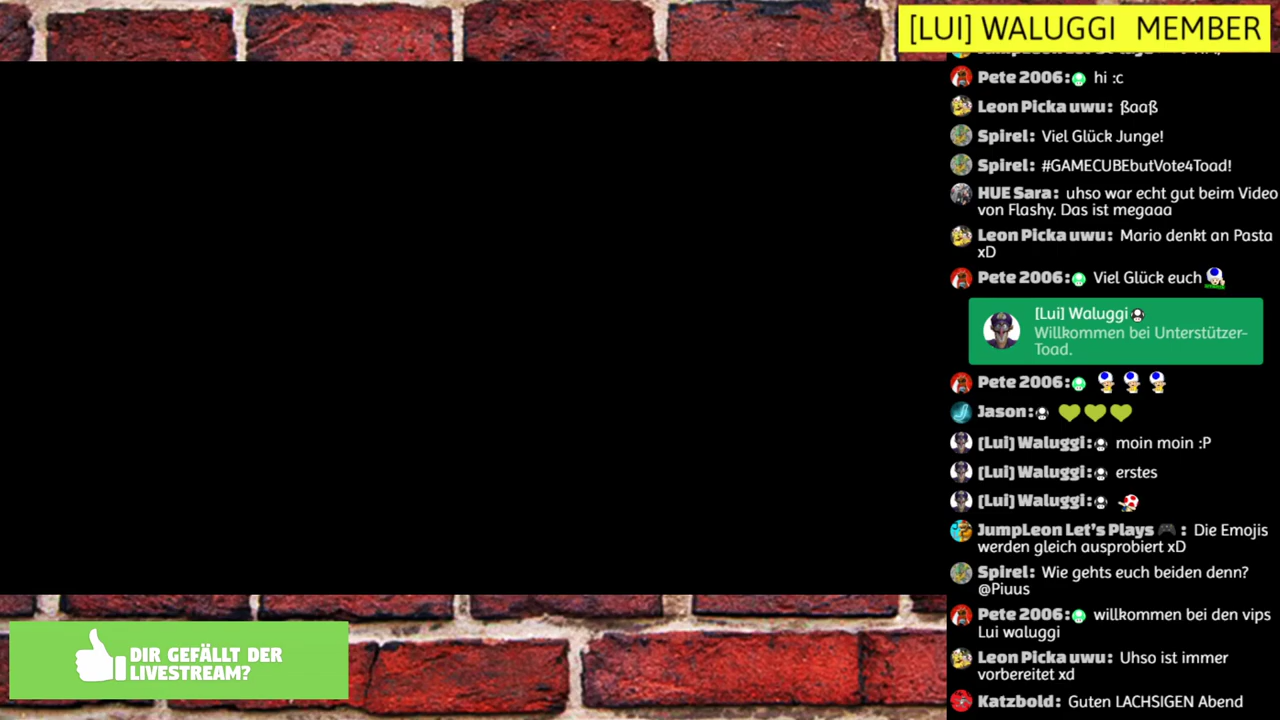 [LUI] WALUGGI MEMBER
Pete 2006: hi :c
Leon Picka uwu: ßaaß
Spirel: Viel Glück Junge!
Spirel: #GAMECUBEbutVote4Toad!
HUE Sara: uhso war echt gut beim Video
von Flashy. Das ist megaaa
Leon Picka uwu: Mario denkt an Pasta
xD
Pete 2006: Viel Glück euch
[Lui] Waluggi
Willkommen bei Unterstützer-
Toad.
Pete 2006:
Jason:
[Lui] Waluggi: moin moin :P
[Lui] Waluggi: erstes
[Lui] Waluggi:
JumpLeon Let's Plays : Die Emojis
werden gleich ausprobiert xD
Spirel: Wie gehts euch beiden denn?
@Piuus
Pete 2006: willkommen bei den vips
Lui waluggi
Leon Picka uwu: Uhso ist immer
vorbereitet xd
Katzbold: Guten LACHSIGEN Abend
DIR GEFÄLLT DER
LIVESTREAM?